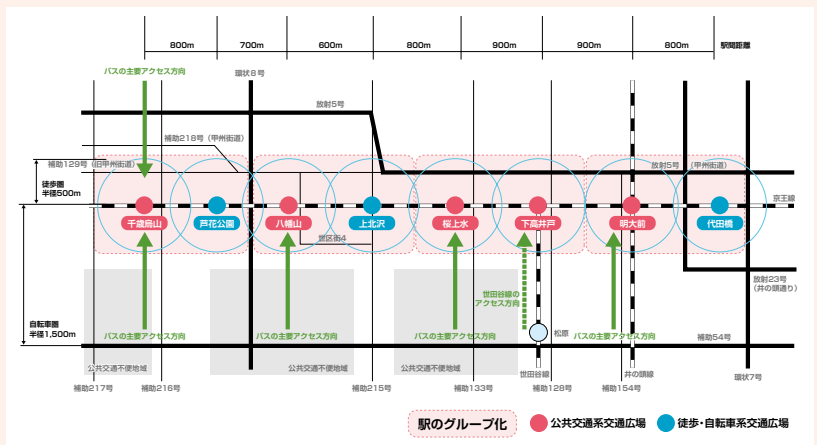 800m
700m
600m
800m
900m
900m
800m
駅間距離
バスの主要アクセス方向
環状8号
放射5号
補助218号（甲州街道）
補助129号（旧甲州街道）
放射5号 （甲州街道）
徒歩圏
半径500m
京王線
千歳烏山
芦花公園
八幡山
上北沢
桜上水
下高井戸
明大前
代田橋
世区街4
放射23号
（井の頭通り）
世田谷線の
アクセス方向
自転車圏
半径1,500m
松原
バスの主要アクセス方向
バスの主要アクセス方向
バスの主要アクセス方向
バスの主要アクセス方向
補助54号
公共交通不便地域
公共交通不便地域
公共交通不便地域
世田谷線
井の頭線
環状7号
補助217号
補助216号
補助215号
補助133号
補助128号
補助154号
駅のグループ化
公共交通系交通広場
徒歩・自転車系交通広場